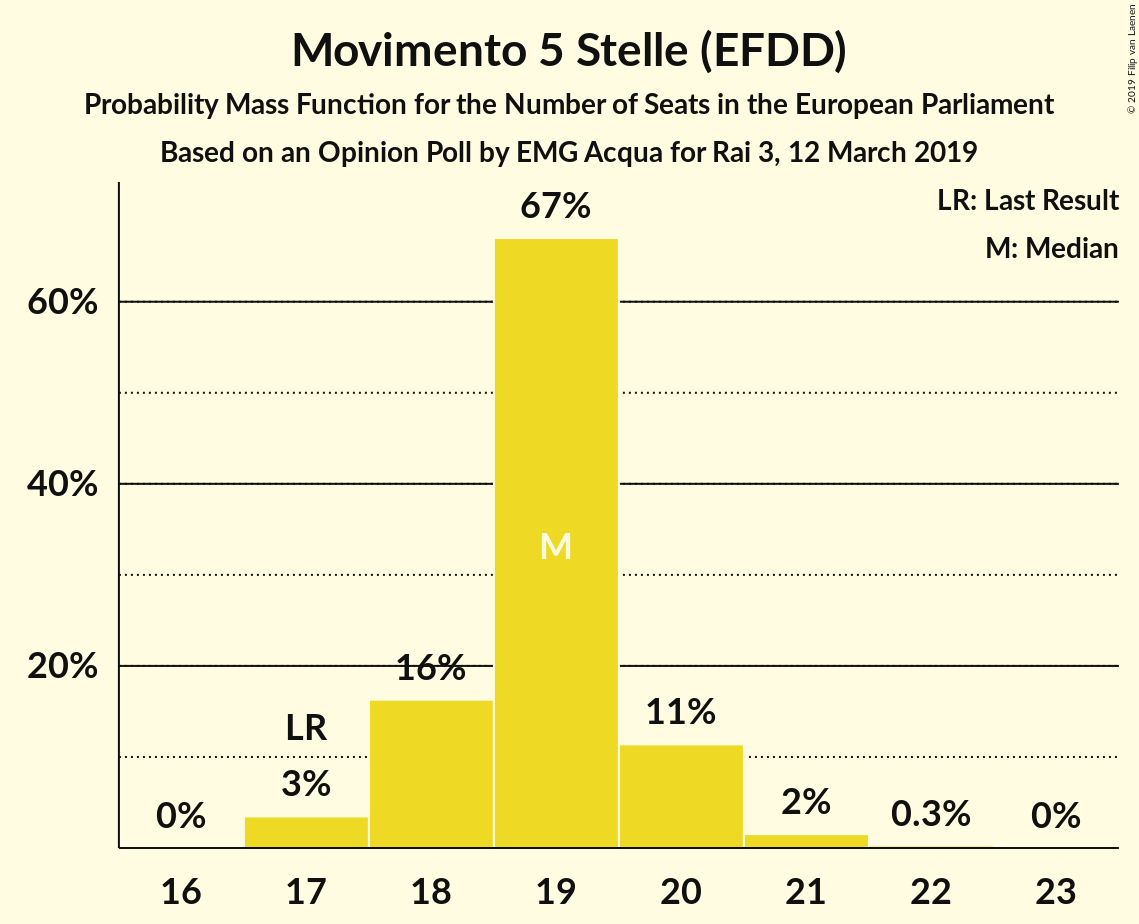 Movimento 5 Stelle (EFDD)
Probability Mass Function for the Number of Seats in the European Parliament
Based on an Opinion Poll by EMG Acqua for Rai 3, 12 March 2019
© 2019 Filip van Laenen
LR: Last Result
M: Median
67%
60%
40%
M
20%
16%
LR
11%
3%
0%
2%
0.3%
0%
16 17 18 19 20 21 22 23